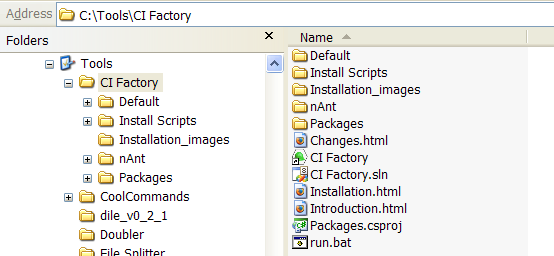 Address C:\Tools\CI Factory
Folders
Tools
CI Factory
Default
Install Scripts
Installation_images
nAnt
Packages
CoolCommands
dile_v0_2_1
Doubler
File Splitter
Name
Default
Install Scripts
Installation_images
nAnt
Packages
Changes.html
CI Factory
CI Factory.sln
Installation.html
Introduction.html
Packages.csproj
run.bat